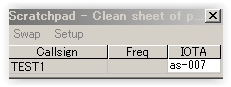 Scratchpad - Clean sheet of p...
Swap Setup
Callsign Freq IOTA
TEST1 as-007